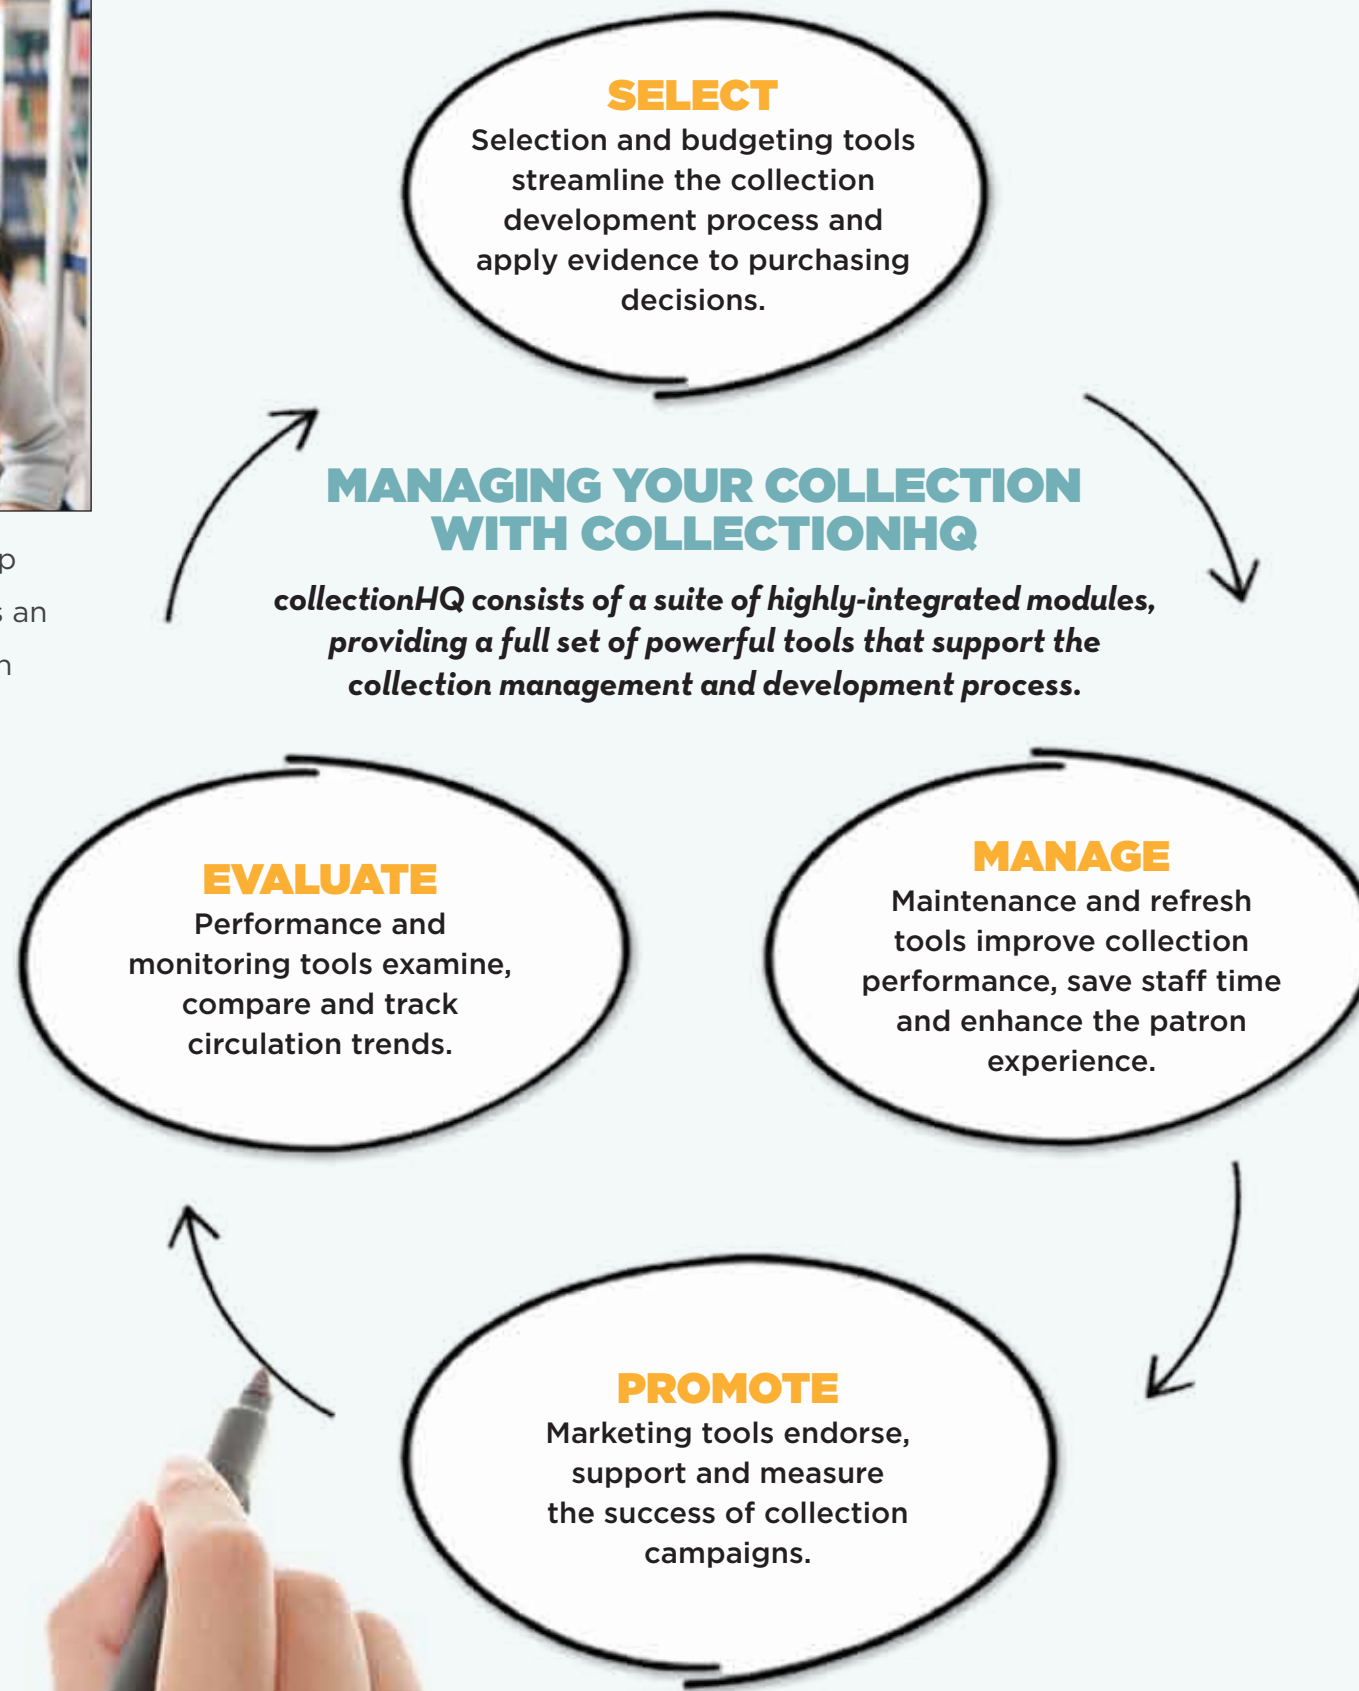 SELECT
Selection and budgeting tools
streamline the collection
development process and
apply evidence to purchasing
decisions.
MANAGING YOUR COLLECTION
WITH COLLECTIONHQ
collectionHQ consists of a suite of highly-integrated modules,
providing a full set of powerful tools that support the
collection management and development process.
an
EVALUATE
Performance and
monitoring tools examine,
compare and track
circulation trends.
MANAGE
Maintenance and refresh
tools improve collection
performance, save staff time
and enhance the patron
experience.
PROMOTE
Marketing tools endorse,
support and measure
the success of collection
campaigns.